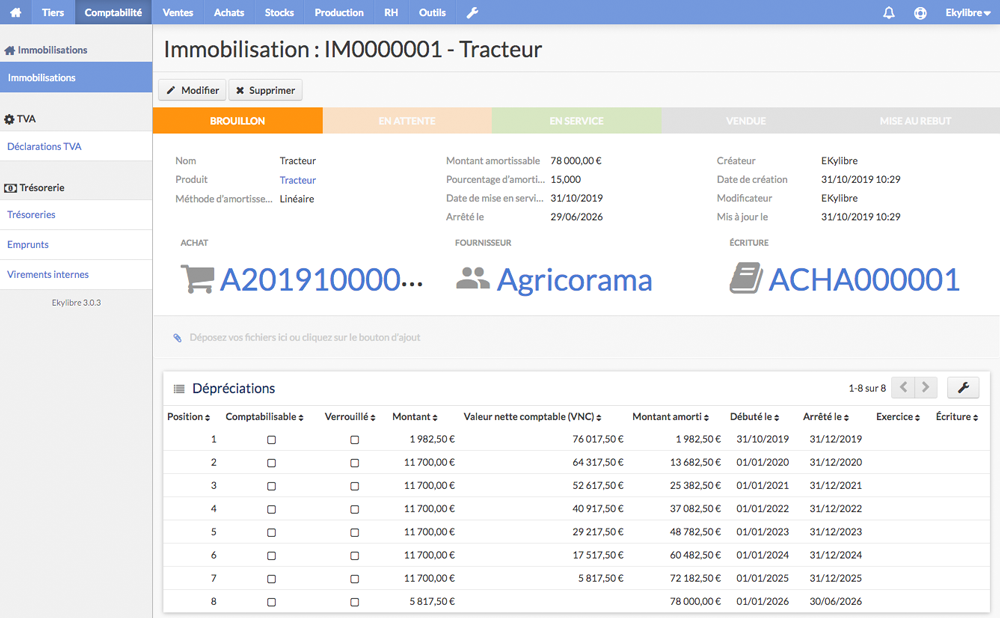 Tiers Comptabilité Ventes Achats Stocks Production RH Outils Ekylibre
Immobilisations
Immobilisations
TVA
Déclarations TVA
Trésorerie
Trésoreries
Emprunts
Virements internes
Ekylibre 3.0.3
Immobilisation : IM0000001 - Tracteur
Modifier Supprimer
BROUILLON EN ATTENTE EN SERVICE VENDUE MISE AU REBUT
Nom Tracteur Montant amortissable 78 000,00 € Créateur EKylibre
Produit Tracteur Pourcentage d'amorti... 15,000 Date de création 31/10/2019 10:29
Méthode d'amortisse... Linéaire Date de mise en servi... 31/10/2019 Modificateur EKylibre
Arrêté le 29/06/2026 Mis à jour le 31/10/2019 10:29
ACHAT FOURNISSEUR ÉCRITURE
A201910000... Agricorama ACHA000001
Déposez vos fichiers ici ou cliquez sur le bouton d'ajout
Dépréciations 1-8 sur 8
Position Comptabilisable Verrouillé Montant Valeur nette comptable (VNC) Montant amorti Débuté le Arrêté le Exercice Écriture
1 1 982,50 € 76 017,50 € 1 982,50 € 31/10/2019 31/12/2019
2 11 700,00 € 64 317,50 € 13 682,50 € 01/01/2020 31/12/2020
3 11 700,00 € 52 617,50 € 25 382,50 € 01/01/2021 31/12/2021
4 11 700,00 € 40 917,50 € 37 082,50 € 01/01/2022 31/12/2022
5 11 700,00 € 29 217,50 € 48 782,50 € 01/01/2023 31/12/2023
6 11 700,00 € 17 517,50 € 60 482,50 € 01/01/2024 31/12/2024
7 11 700,00 € 5 817,50 € 72 182,50 € 01/01/2025 31/12/2025
8 5 817,50 € 78 000,00 € 01/01/2026 30/06/2026